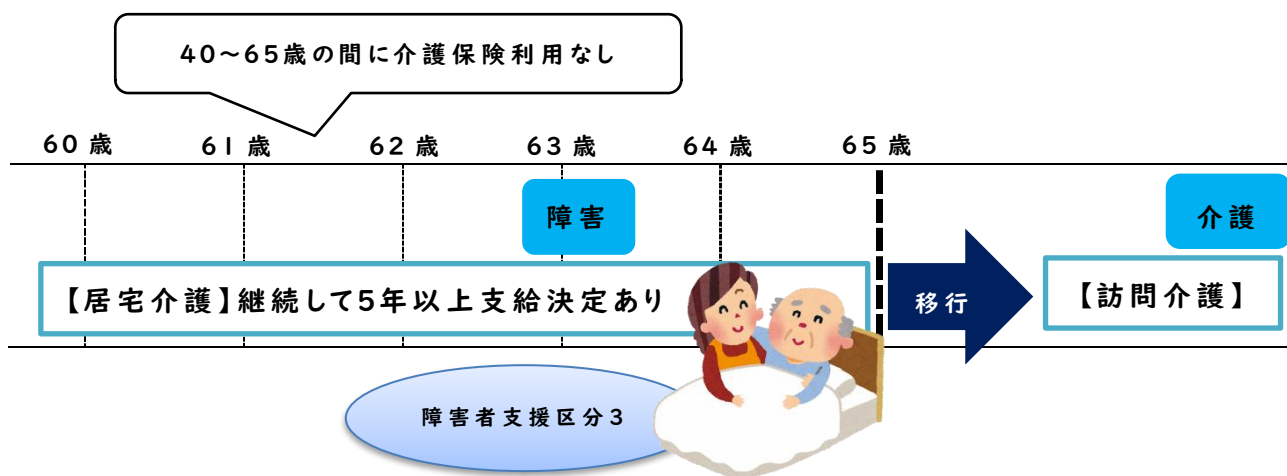 40~65歳の間に介護保険利用なし
60歳 61歳 62歳 63歳 64歳 65歳
障害 介護
【居宅介護】継続して5年以上支給決定あり 移行 【訪問介護】
障害者支援区分3